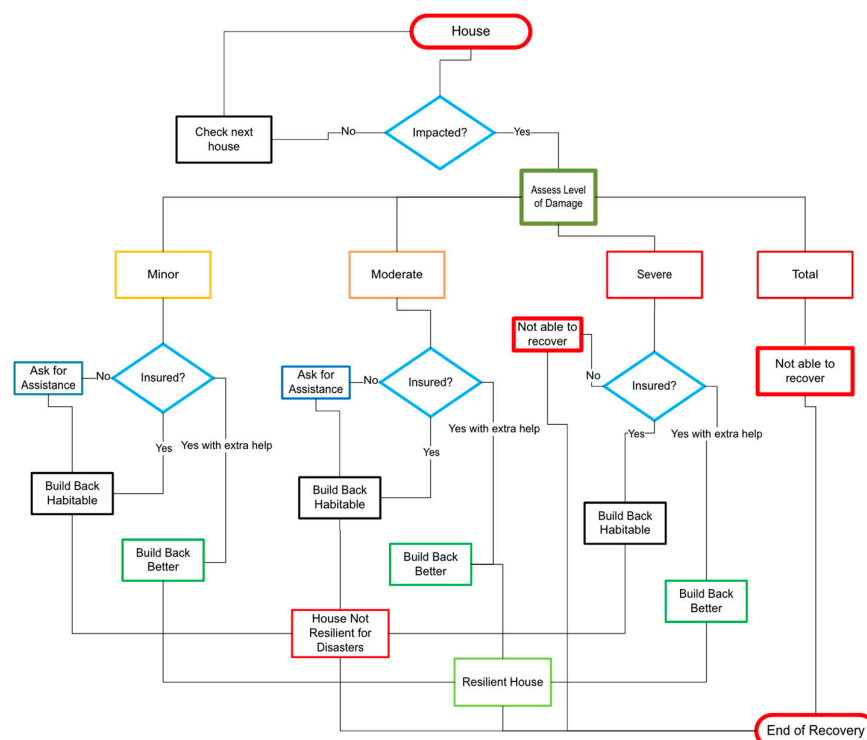 House
Check next
house
No
Impacted?
Yes
Assess Level
of Damage
Minor
Moderate
Severe
Total
Not able to
recover
Not able to
recover
Ask for
Assistance
No
Insured?
Ask for
Assistance
No
Insured?
No
Insured?
Yes
Yes with extra help
Yes
Yes with extra help
Yes
Yes with extra help
Build Back
Habitable
Build Back
Habitable
Build Back
Habitable
Build Back
Better
Build Back
Better
Build Back
Better
House Not
Resilient for
Disasters
Resilient House
End of Recovery